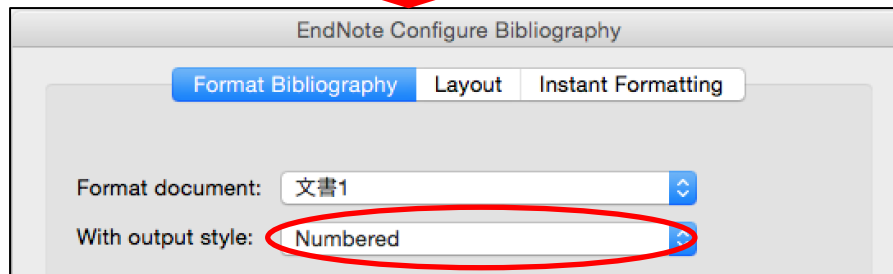 EndNote Configure Bibliography
Format Bibliography Layout Instant Formatting
Format document: 文書1
With output style: Numbered